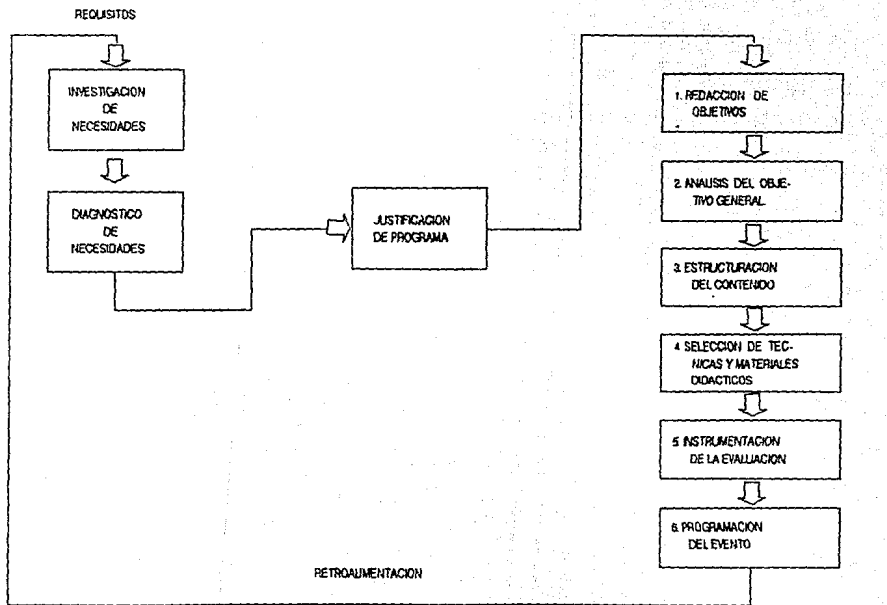 REQUISITOS
INVESTIGACION
DE
NECESIDADES
DIAGNOSTICO
DE
NECESIDADES
JUSTIFICACION
DE PROGRAMA
1. REDACCION DE
OBJETIVOS
2. ANALISIS DEL OBJE-
TIVO GENERAL
3. ESTRUCTURACION
DEL CONTENIDO
4. SELECCION DE TEC-
NICAS Y MATERIALES
DIDACTICOS
5. INSTRUMENTACION
DE LA EVALUACION
6. PROGRAMACION
DEL EVENTO
RETROALIMENTACION